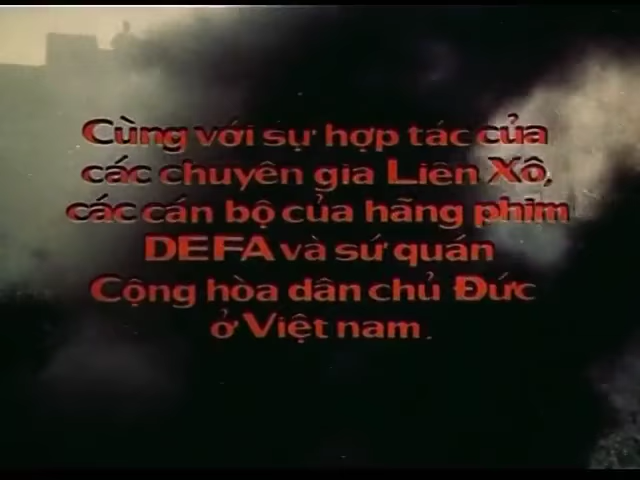 Cùng với sự hợp tác của
các chuyên gia Liên Xô,
các cán bộ của hãng phim
DEFA và sứ quán
Cộng hòa dân chủ Đức
ở Việt nam.